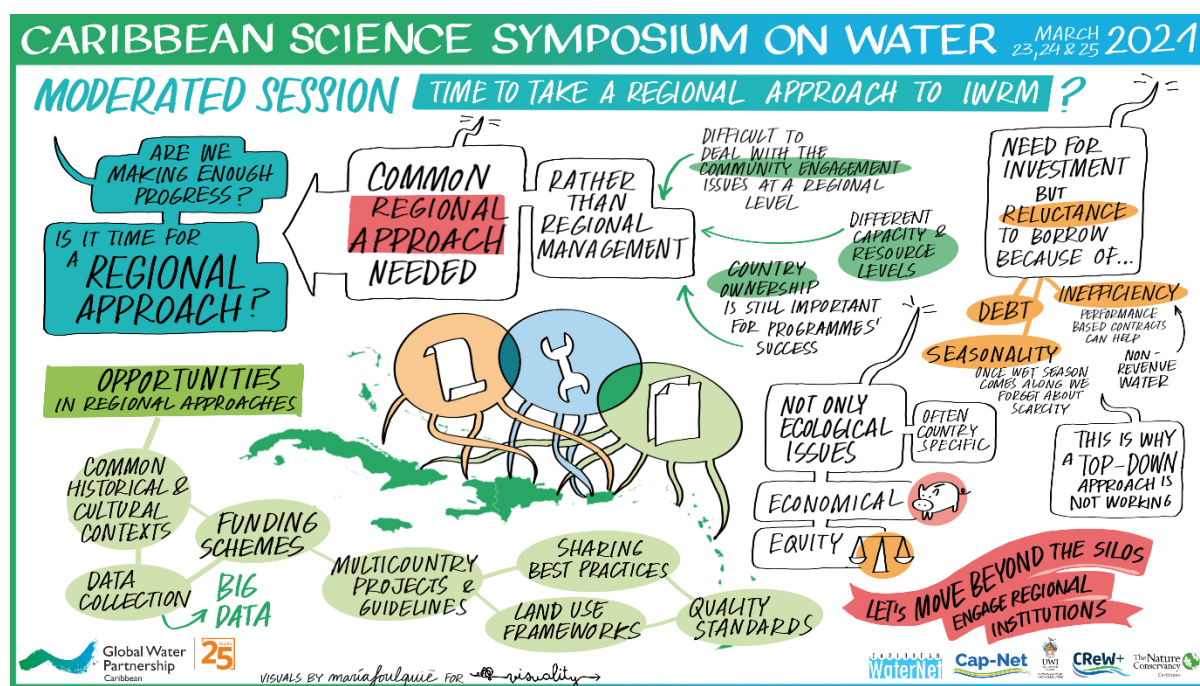 CARIBBEAN SCIENCE SYMPOSIUM ON WATER
MARCH
23,24 & 25
2021
MODERATED SESSION
TIME TO TAKE A REGIONAL APPROACH TO IWRM
?
ARE WE
MAKING ENOUGH
PROGRESS?
IS IT TIME FOR
A REGIONAL
APPROACH?
COMMON
REGIONAL
APPROACH
NEEDED
RATHER
THAN
REGIONAL
MANAGEMENT
DIFFICULT TO
DEAL WITH THE
COMMUNITY ENGAGEMENT
ISSUES AT A REGIONAL
LEVEL
DIFFERENT
CAPACITY &
RESOURCE
LEVELS
COUNTRY
OWNERSHIP
IS STILL IMPORTANT
FOR PROGRAMMES'
SUCCESS
NEED FOR
INVESTMENT
BUT
RELUCTANCE
TO BORROW
BECAUSE OF...
DEBT
INEFFICIENCY
PERFORMANCE
BASED CONTRACTS
CAN HELP
NON-
REVENUE
WATER
SEASONALITY
ONCE WET SEASON
COMES ALONG WE
FORGET ABOUT
SCARCITY
THIS IS WHY
A TOP-DOWN
APPROACH IS
NOT WORKING
NOT ONLY
ECOLOGICAL
ISSUES
OFTEN
COUNTRY
SPECIFIC
ECONOMICAL
EQUITY
OPPORTUNITIES
IN REGIONAL APPROACHES
COMMON
HISTORICAL &
CULTURAL
CONTEXTS
FUNDING
SCHEMES
DATA
COLLECTION
BIG
DATA
MULTICOUNTRY
PROJECTS &
GUIDELINES
SHARING
BEST PRACTICES
LAND USE
FRAMEWORKS
QUALITY
STANDARDS
LET'S MOVE BEYOND THE SILOS
ENGAGE REGIONAL
INSTITUTIONS
Global Water
Partnership
Caribbean
25
YEARS
VISUALS BY maríafoulquié FOR visuality
CARIBBEAN
WaterNet
Cap-Net
UWI
CReW+
The Nature
Conservancy
Caribbean